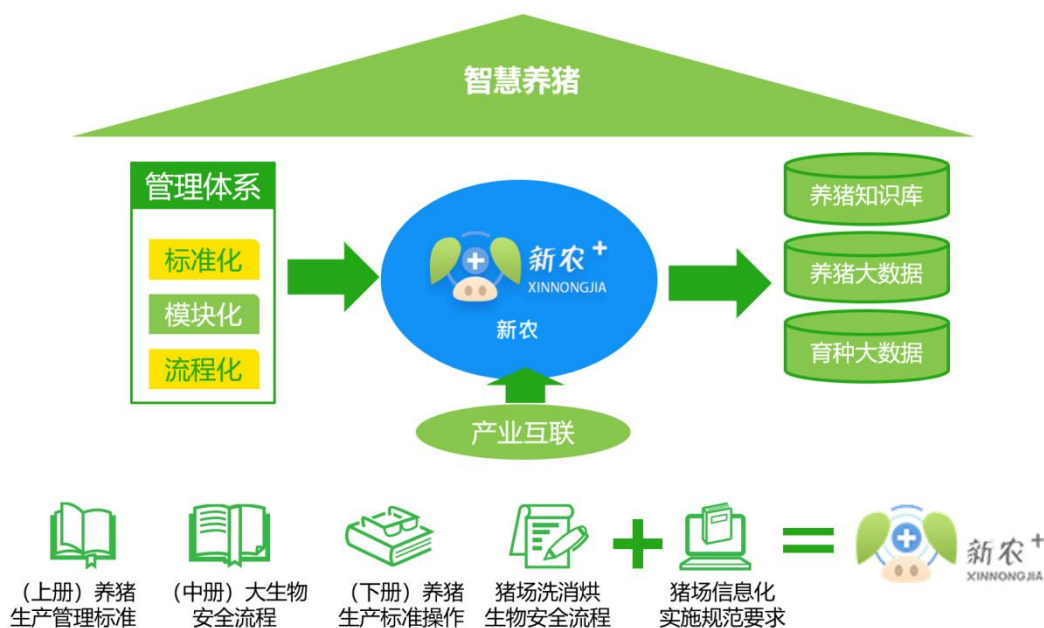 智慧养猪
管理体系
标准化
模块化
流程化
新农+
XINNONGJIA
新农
产业互联
养猪知识库
养猪大数据
育种大数据
（上册）养猪
生产管理标准
（中册）大生物
安全流程
（下册）养猪
生产标准操作
猪场洗消烘
生物安全流程
+
猪场信息化
实施规范要求
=
新农+
XINNONGJIA